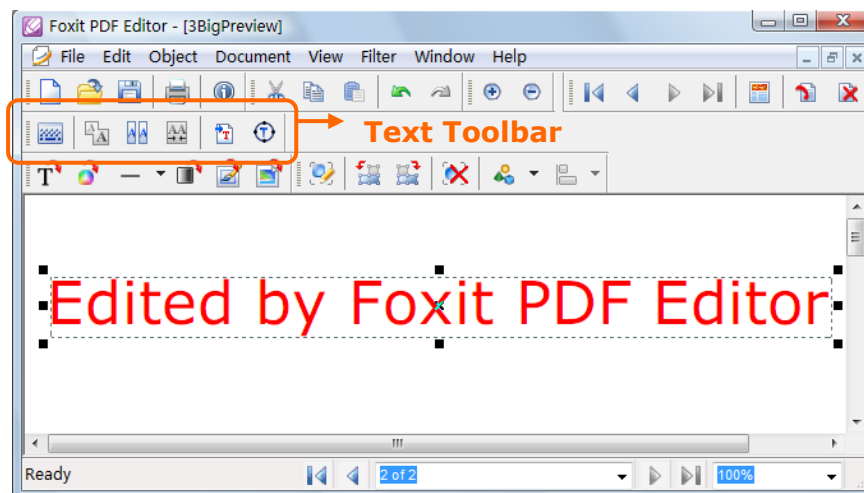 Foxit PDF Editor - [3BigPreview]
File Edit Object Document View Filter Window Help
Text Toolbar
Edited by Foxit PDF Editor
Ready 2 of 2 100%